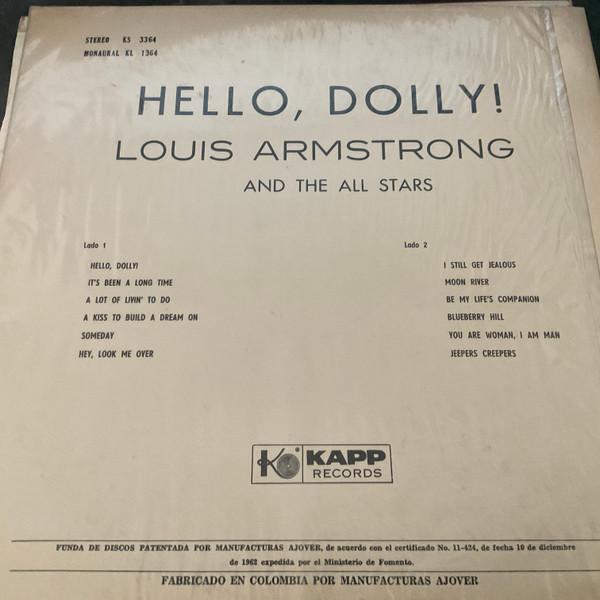 STEREO KS 3364
MONAURAL KL 1364
HELLO, DOLLY!
LOUIS ARMSTRONG
AND THE ALL STARS
Lado 1
HELLO, DOLLY!
IT'S BEEN A LONG TIME
A LOT OF LIVIN' TO DO
A KISS TO BUILD A DREAM ON
SOMEDAY
HEY, LOOK ME OVER
Lado 2
I STILL GET JEALOUS
MOON RIVER
BE MY LIFE'S COMPANION
BLUEBERRY HILL
YOU ARE WOMAN, I AM MAN
JEEPERS CREEPERS
K KAPP
RECORDS
FUNDA DE DISCOS PATENTADA POR MANUFACTURAS AJOVER, de acuerdo con el certificado No. 11-424, de fecha 10 de diciembre
de 1962 expedida por el Ministerio de Fomento.
FABRICADO EN COLOMBIA POR MANUFACTURAS AJOVER